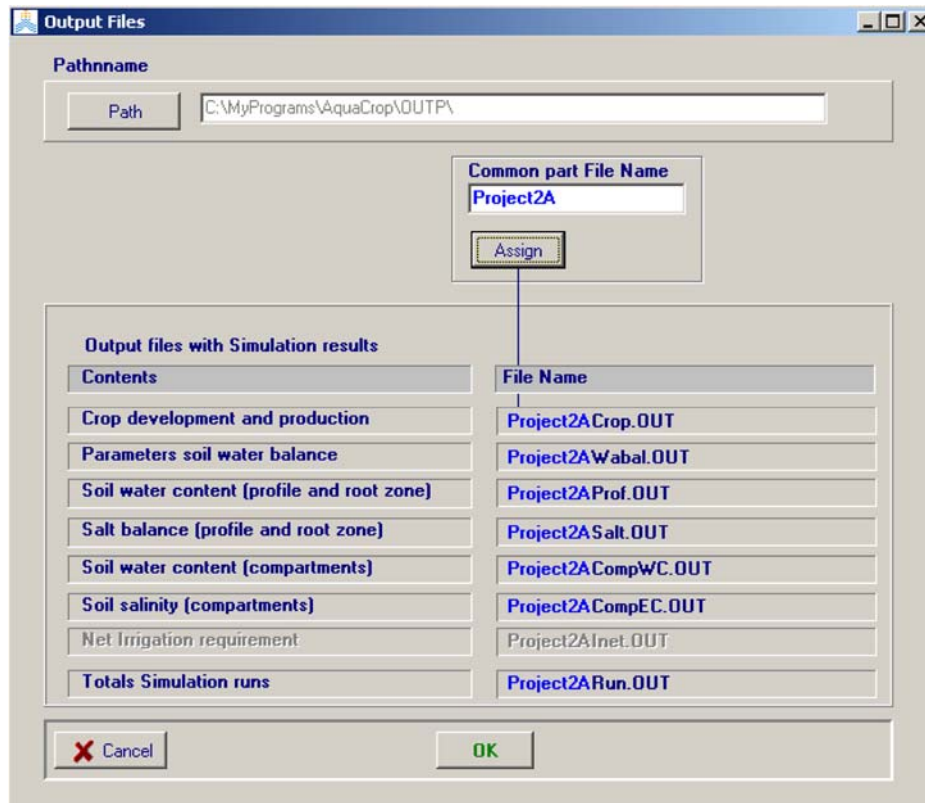 Output Files
Pathnname
Path C:\MyPrograms\AquaCrop\OUTP\
Common part File Name
Project2A
Assign
Output files with Simulation results
Contents File Name
Crop development and production Project2ACrop.OUT
Parameters soil water balance Project2AWabal.OUT
Soil water content (profile and root zone) Project2AProf.OUT
Salt balance (profile and root zone) Project2ASalt.OUT
Soil water content (compartments) Project2ACompWC.OUT
Soil salinity (compartments) Project2ACompEC.OUT
Net Irrigation requirement Project2AInet.OUT
Totals Simulation runs Project2ARun.OUT
Cancel OK